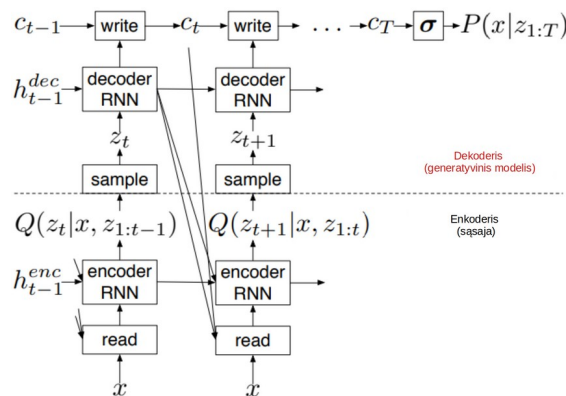 c_{t-1} write c_t write . . . c_T σ P(x|z_{1:T})
h_{t-1}^{dec} decoder RNN decoder RNN
z_t z_{t+1}
Dekoderis
(generatyvinis modelis)
sample sample
Q(z_t|x, z_{1:t-1}) Q(z_{t+1}|x, z_{1:t})
Enkoderis
(sąsaja)
h_{t-1}^{enc} encoder RNN encoder RNN
read read
x x